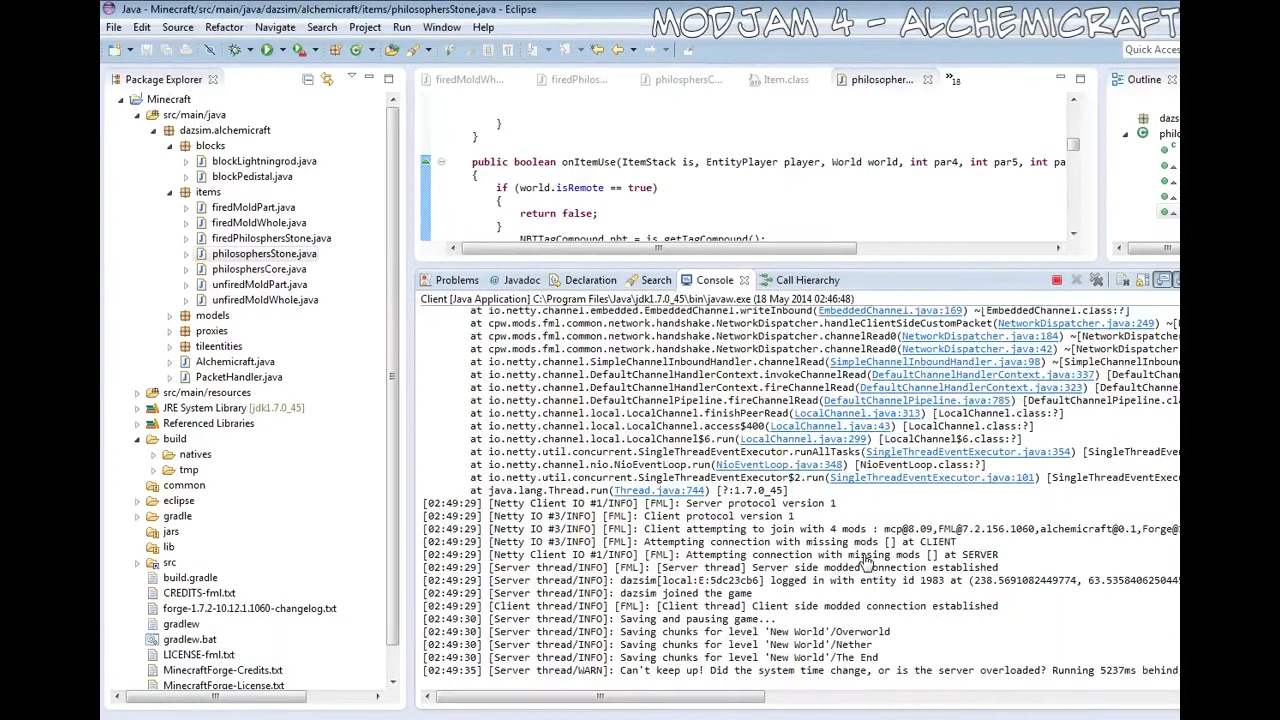 Java - Minecraft/src/main/java/dazsim/alchemicraft/items/philosophersStone.java - Eclipse
MODJAM 4 - ALCHEMICRAFT
File Edit Source Refactor Navigate Search Project Run Window Help
Quick Acces
Package Explorer
firedMoldWh... firedPhilos... philosphersC... Item.class philosopher... »18
Outline
Minecraft
src/main/java
dazsim.alchemicraft
blocks
blockLightningrod.java
blockPedistal.java
items
firedMoldPart.java
firedMoldWhole.java
firedPhilosphersStone.java
philosophersStone.java
philosphersCore.java
unfiredMoldPart.java
unfiredMoldWhole.java
models
proxies
tileentities
Alchemicraft.java
PacketHandler.java
src/main/resources
JRE System Library [jdk1.7.0_45]
Referenced Libraries
build
natives
tmp
common
eclipse
gradle
jars
lib
src
build.gradle
CREDITS-fml.txt
forge-1.7.2-10.12.1.1060-changelog.txt
gradlew
gradlew.bat
LICENSE-fml.txt
MinecraftForge-Credits.txt
MinecraftForge-License.txt
}
}
public boolean onItemUse(ItemStack is, EntityPlayer player, World world, int par4, int par5, int pa
{
if (world.isRemote == true)
{
return false;
}
NBTTagCompound nbt = is.getTagCompound();
dazs
philo
Problems Javadoc Declaration Search Console Call Hierarchy
Client [Java Application] C:\Program Files\Java\jdk1.7.0_45\bin\javaw.exe (18 May 2014 02:46:48)
at io.netty.channel.embedded.EmbeddedChannel.writeInbound(EmbeddedChannel.java:169) ~[EmbeddedChannel.class:?]
at cpw.mods.fml.common.network.handshake.NetworkDispatcher.handleClientSideCustomPacket(NetworkDispatcher.java:249) ~[N
at cpw.mods.fml.common.network.handshake.NetworkDispatcher.channelRead0(NetworkDispatcher.java:184) ~[NetworkDispatcher
at cpw.mods.fml.common.network.handshake.NetworkDispatcher.channelRead0(NetworkDispatcher.java:42) ~[NetworkDispatcher.
at io.netty.channel.SimpleChannelInboundHandler.channelRead(SimpleChannelInboundHandler.java:98) ~[SimpleChannelInbound
at io.netty.channel.DefaultChannelHandlerContext.invokeChannelRead(DefaultChannelHandlerContext.java:337) [DefaultChann
at io.netty.channel.DefaultChannelHandlerContext.fireChannelRead(DefaultChannelHandlerContext.java:323) [DefaultChannel
at io.netty.channel.DefaultChannelPipeline.fireChannelRead(DefaultChannelPipeline.java:785) [DefaultChannelPipeline.cla
at io.netty.channel.local.LocalChannel.finishPeerRead(LocalChannel.java:313) [LocalChannel.class:?]
at io.netty.channel.local.LocalChannel.access$400(LocalChannel.java:43) [LocalChannel.class:?]
at io.netty.channel.local.LocalChannel$6.run(LocalChannel.java:299) [LocalChannel$6.class:?]
at io.netty.util.concurrent.SingleThreadEventExecutor.runAllTasks(SingleThreadEventExecutor.java:354) [SingleThreadEven
at io.netty.channel.nio.NioEventLoop.run(NioEventLoop.java:348) [NioEventLoop.class:?]
at io.netty.util.concurrent.SingleThreadEventExecutor$2.run(SingleThreadEventExecutor.java:101) [SingleThreadEventExecu
at java.lang.Thread.run(Thread.java:744) [?:1.7.0_45]
[02:49:29] [Netty Client IO #1/INFO] [FML]: Server protocol version 1
[02:49:29] [Netty IO #3/INFO] [FML]: Client protocol version 1
[02:49:29] [Netty IO #3/INFO] [FML]: Client attempting to join with 4 mods : mcp@8.09,FML@7.2.156.1060,alchemicraft@0.1,Forge@
[02:49:29] [Netty IO #3/INFO] [FML]: Attempting connection with missing mods [] at CLIENT
[02:49:29] [Netty Client IO #1/INFO] [FML]: Attempting connection with missing mods [] at SERVER
[02:49:29] [Server thread/INFO] [FML]: [Server thread] Server side modded connection established
[02:49:29] [Server thread/INFO]: dazsim[local:E:5dc23cb6] logged in with entity id 1983 at (238.5691082449774, 63.535840625044
[02:49:29] [Server thread/INFO]: dazsim joined the game
[02:49:29] [Client thread/INFO] [FML]: [Client thread] Client side modded connection established
[02:49:30] [Server thread/INFO]: Saving and pausing game...
[02:49:30] [Server thread/INFO]: Saving chunks for level 'New World'/Overworld
[02:49:30] [Server thread/INFO]: Saving chunks for level 'New World'/Nether
[02:49:30] [Server thread/INFO]: Saving chunks for level 'New World'/The End
[02:49:35] [Server thread/WARN]: Can't keep up! Did the system time change, or is the server overloaded? Running 5237ms behind